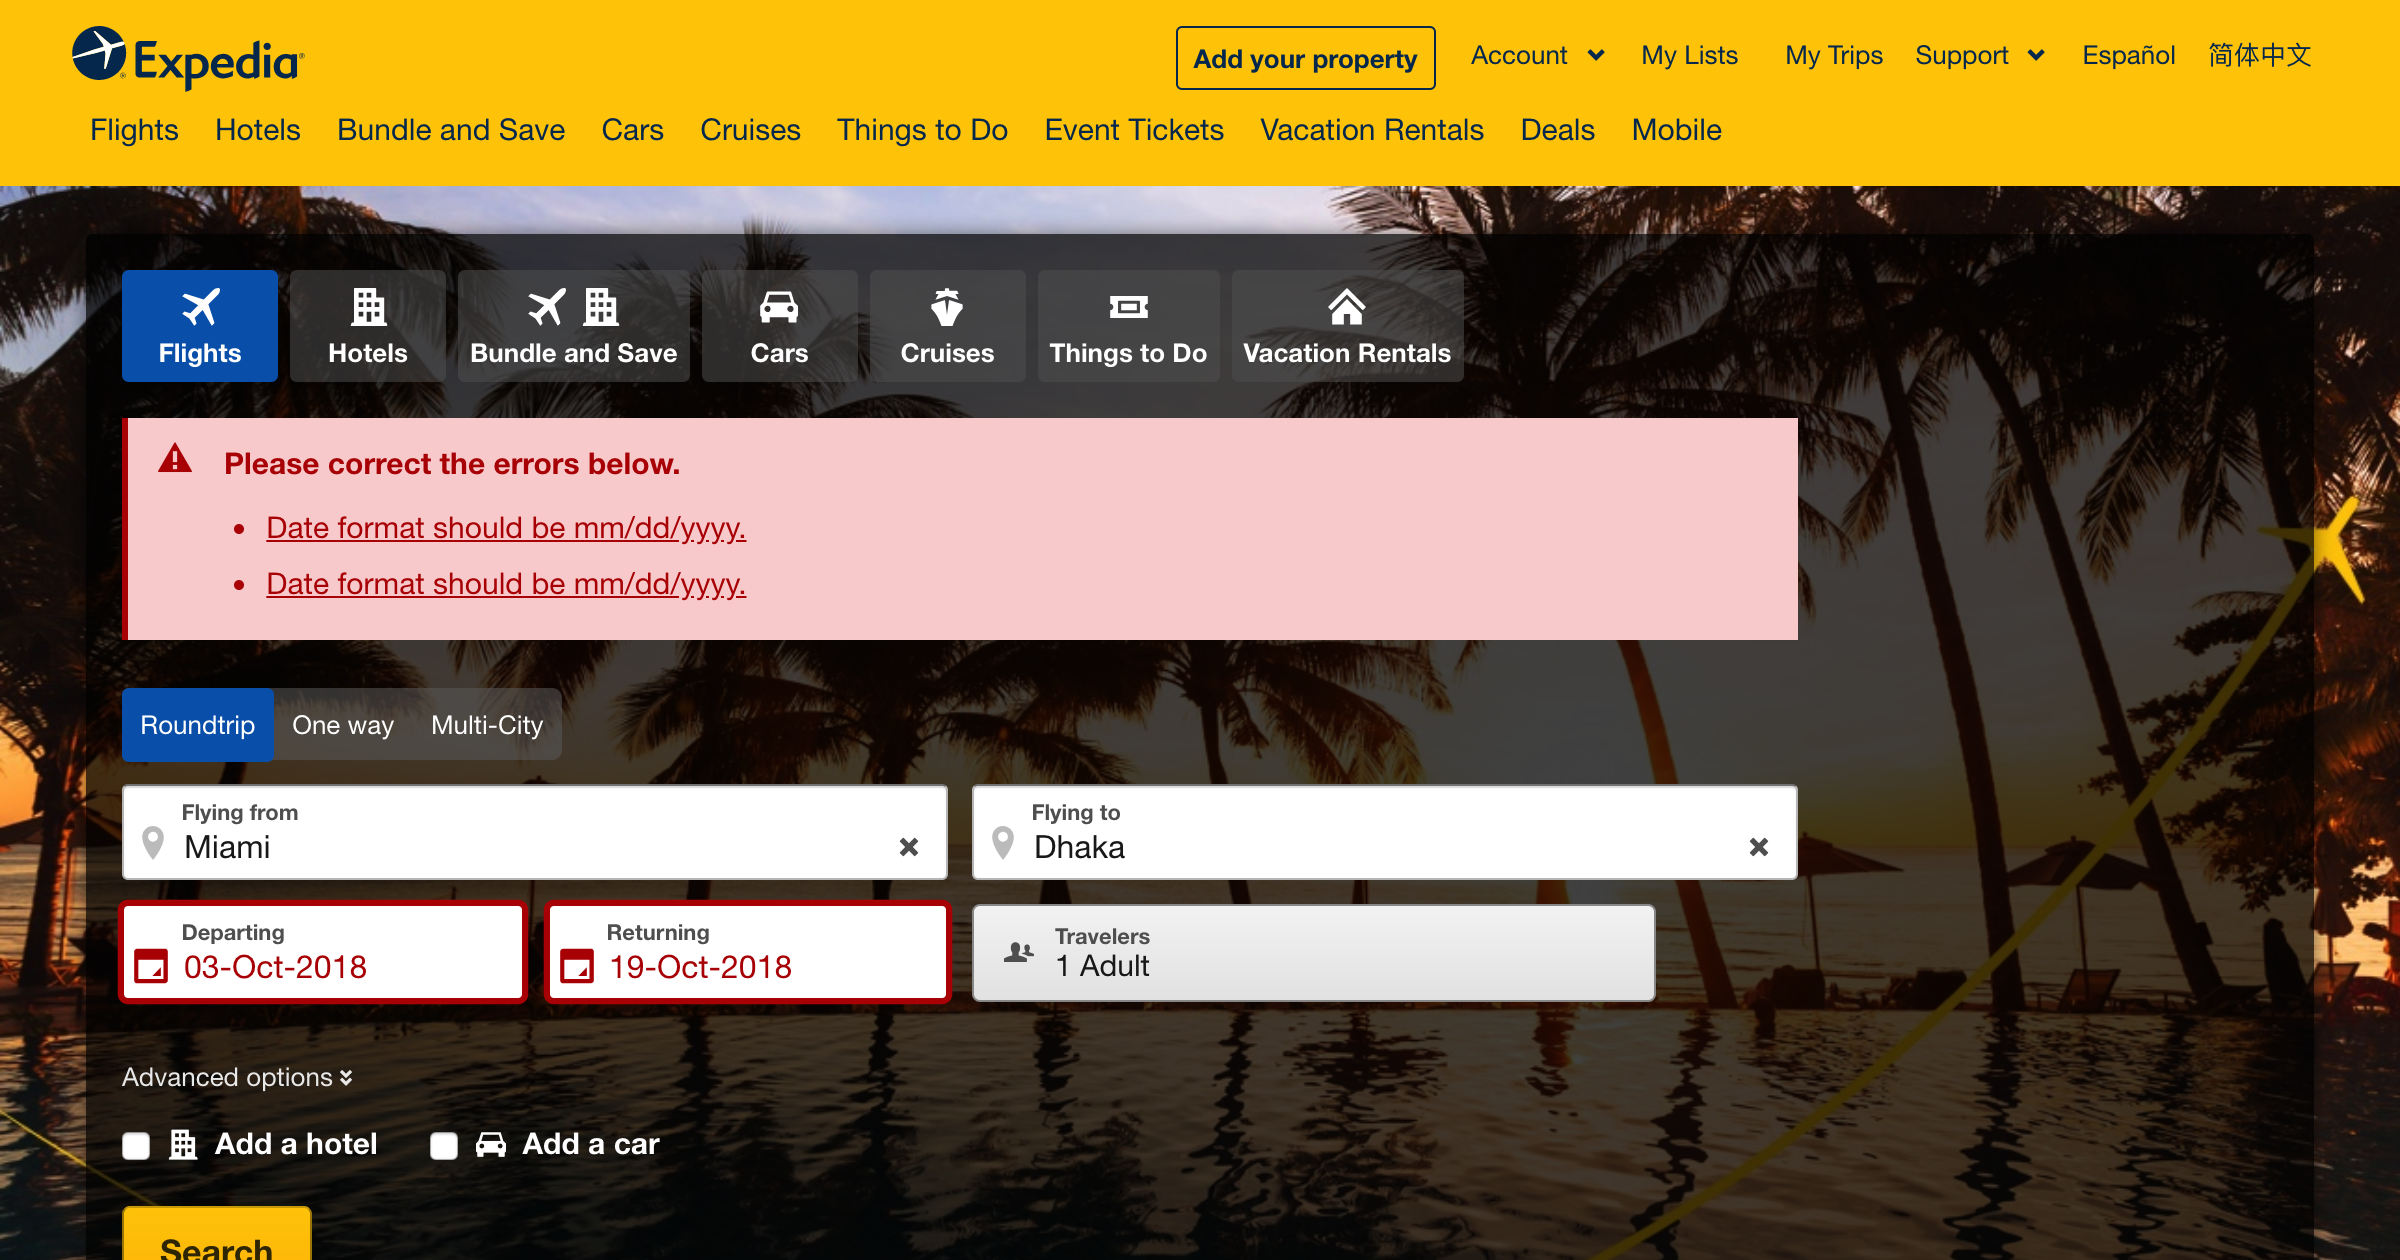 Expedia
Add your property
Account
My Lists
My Trips
Support
Español
简体中文
Flights
Hotels
Bundle and Save
Cars
Cruises
Things to Do
Event Tickets
Vacation Rentals
Deals
Mobile
Flights
Hotels
Bundle and Save
Cars
Cruises
Things to Do
Vacation Rentals
Please correct the errors below.
• Date format should be mm/dd/yyyy.
• Date format should be mm/dd/yyyy.
Roundtrip
One way
Multi-City
Flying from
Miami
Flying to
Dhaka
Departing
03-Oct-2018
Returning
19-Oct-2018
Travelers
1 Adult
Advanced options
Add a hotel
Add a car
Search